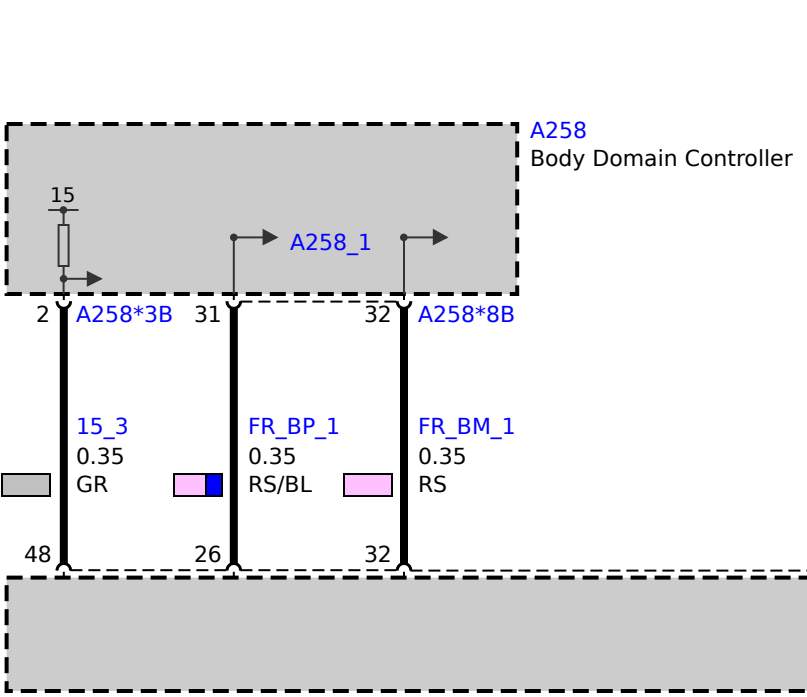 A258
Body Domain Controller
15
A258_1
2 A258*3B 31 32 A258*8B
15_3 FR_BP_1 FR_BM_1
0.35 0.35 0.35
GR RS/BL RS
48 26 32